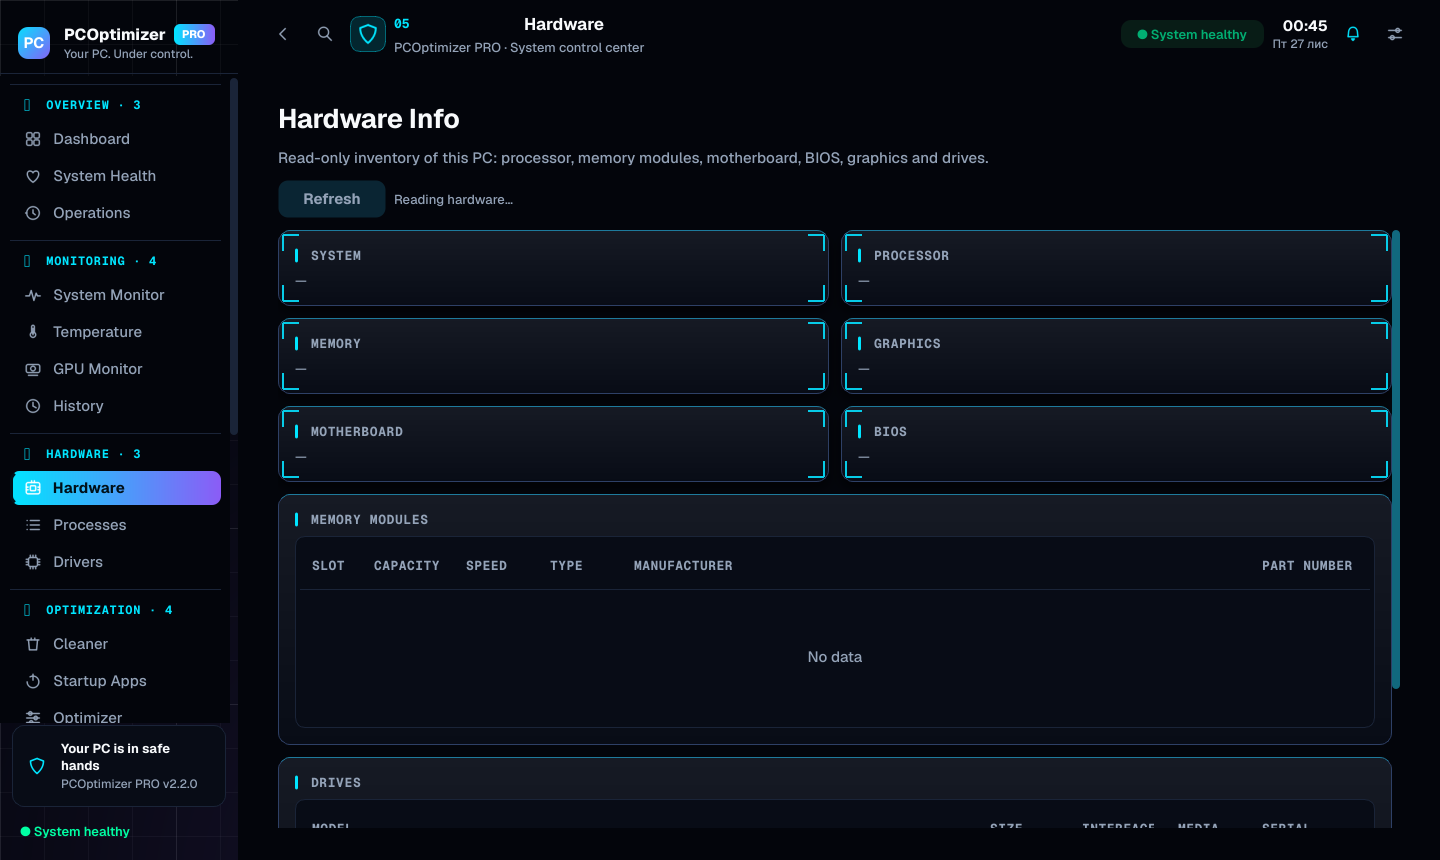 PC
PCOptimizer PRO
Your PC. Under control.
OVERVIEW · 3
Dashboard
System Health
Operations
MONITORING · 4
System Monitor
Temperature
GPU Monitor
History
HARDWARE · 3
Hardware
Processes
Drivers
OPTIMIZATION · 4
Cleaner
Startup Apps
Optimizer
Your PC is in safe
hands
PCOptimizer PRO v2.2.0
System healthy
05
Hardware
PCOptimizer PRO · System control center
System healthy
00:45
Пт 27 лис
Hardware Info
Read-only inventory of this PC: processor, memory modules, motherboard, BIOS, graphics and drives.
Refresh
Reading hardware…
SYSTEM
—
PROCESSOR
—
MEMORY
—
GRAPHICS
—
MOTHERBOARD
—
BIOS
—
MEMORY MODULES
SLOT CAPACITY SPEED TYPE MANUFACTURER PART NUMBER
No data
DRIVES
MODEL SIZE INTERFACE MEDIA SERIAL